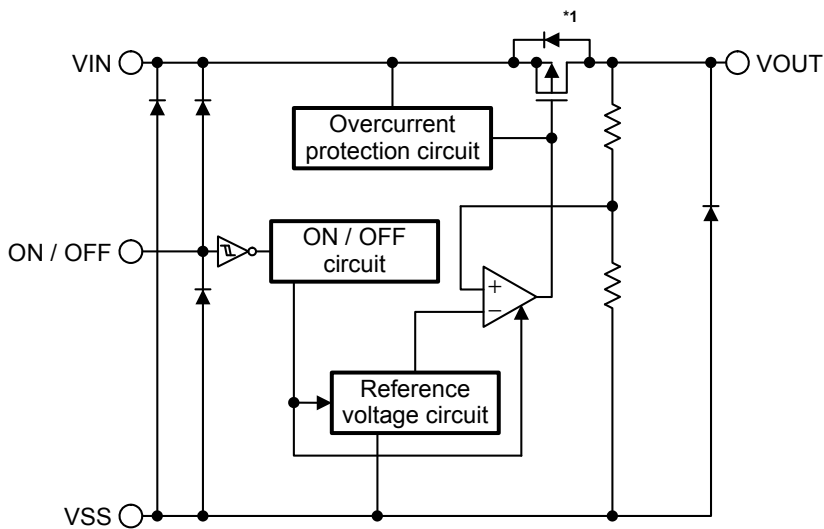 *1
VIN
VOUT
Overcurrent
protection circuit
ON / OFF
ON / OFF
circuit
+
−
Reference
voltage circuit
VSS